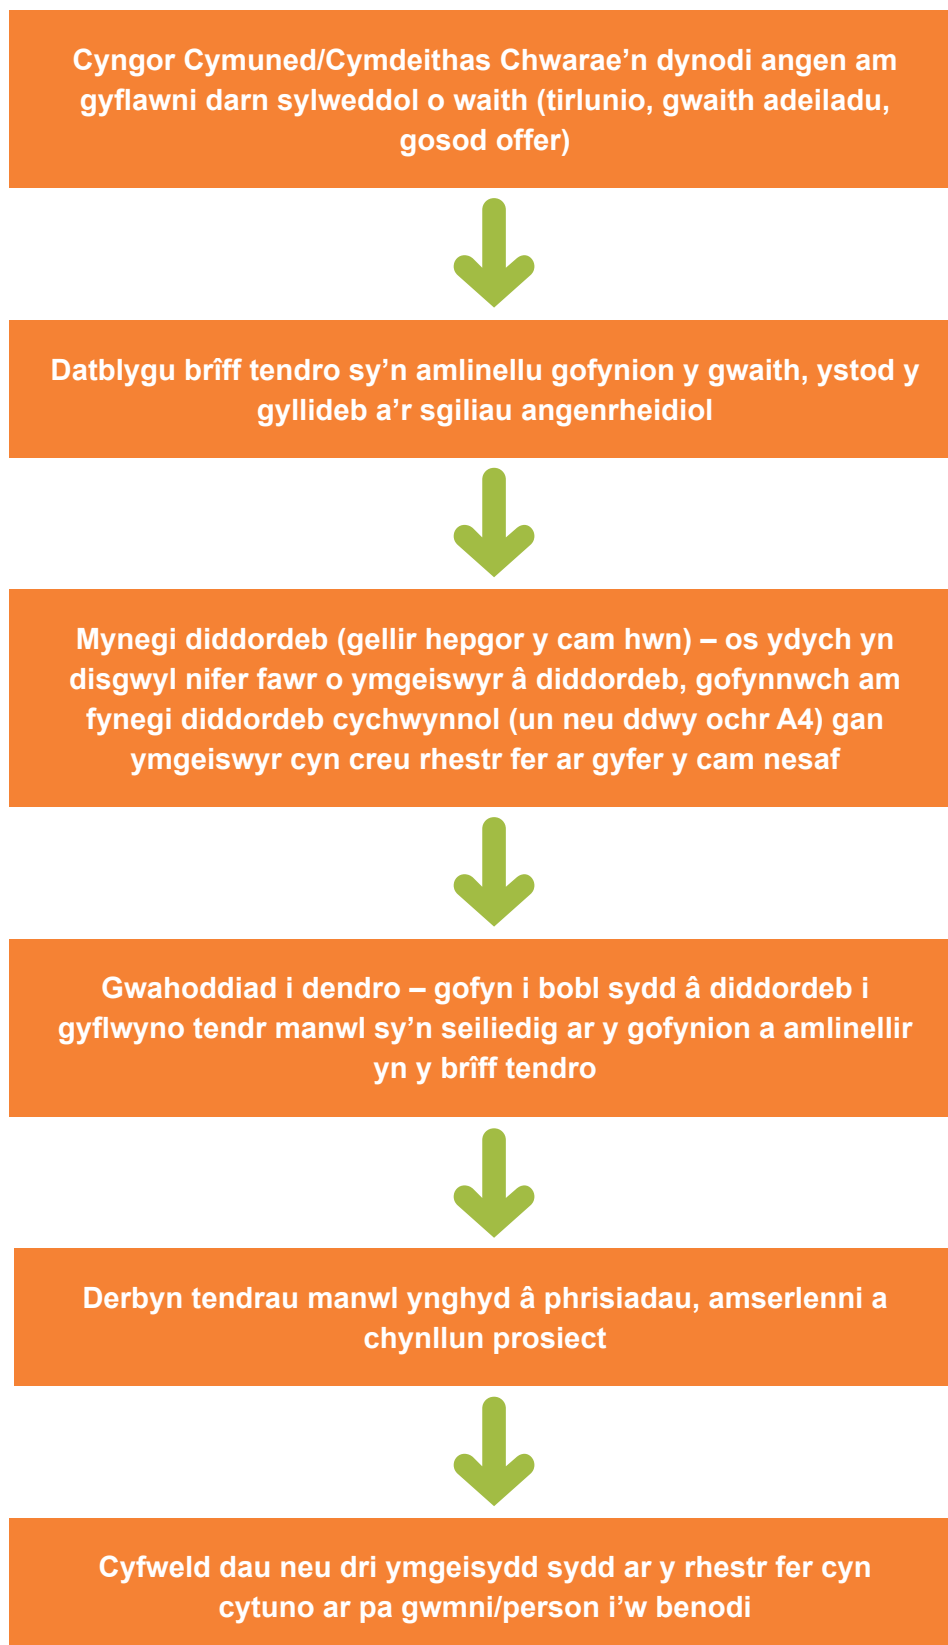 Cyngor Cymuned/Cymdeithas Chwarae’n dynodi angen am
gyflawni darn sylweddol o waith (tirlunio, gwaith adeiladu,
gosod offer)
Datblygu brîff tendro sy’n amlinellu gofynion y gwaith, ystod y
gyllideb a’r sgiliau angenrheidiol
Mynegi diddordeb (gellir hepgor y cam hwn) – os ydych yn
disgwyl nifer fawr o ymgeiswyr â diddordeb, gofynnwch am
fynegi diddordeb cychwynnol (un neu ddwy ochr A4) gan
ymgeiswyr cyn creu rhestr fer ar gyfer y cam nesaf
Gwahoddiad i dendro – gofyn i bobl sydd â diddordeb i
gyflwyno tendr manwl sy’n seiliedig ar y gofynion a amlinellir
yn y brîff tendro
Derbyn tendrau manwl ynghyd â phrisiadau, amserlenni a
chynllun prosiect
Cyfweld dau neu dri ymgeisydd sydd ar y rhestr fer cyn
cytuno ar pa gwmni/person i’w benodi